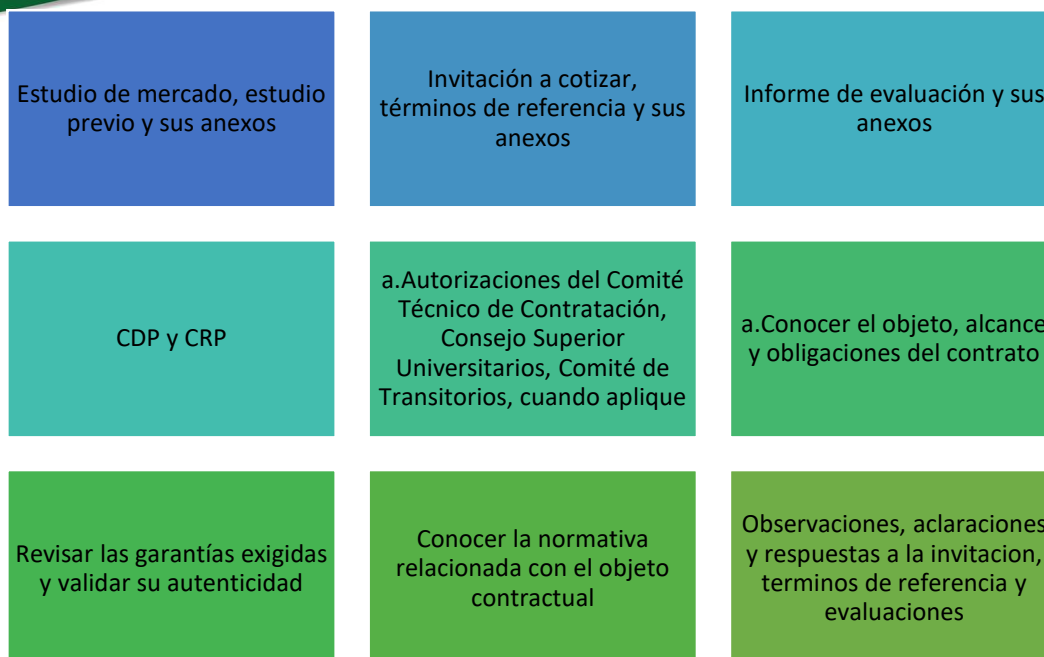 Estudio de mercado, estudio
previo y sus anexos
Invitación a cotizar,
términos de referencia y sus
anexos
Informe de evaluación y sus
anexos
CDP y CRP
a.Autorizaciones del Comité
Técnico de Contratación,
Consejo Superior
Universitarios, Comité de
Transitorios, cuando aplique
a.Conocer el objeto, alcance
y obligaciones del contrato
Revisar las garantías exigidas
y validar su autenticidad
Conocer la normativa
relacionada con el objeto
contractual
Observaciones, aclaraciones
y respuestas a la invitacion,
terminos de referencia y
evaluaciones